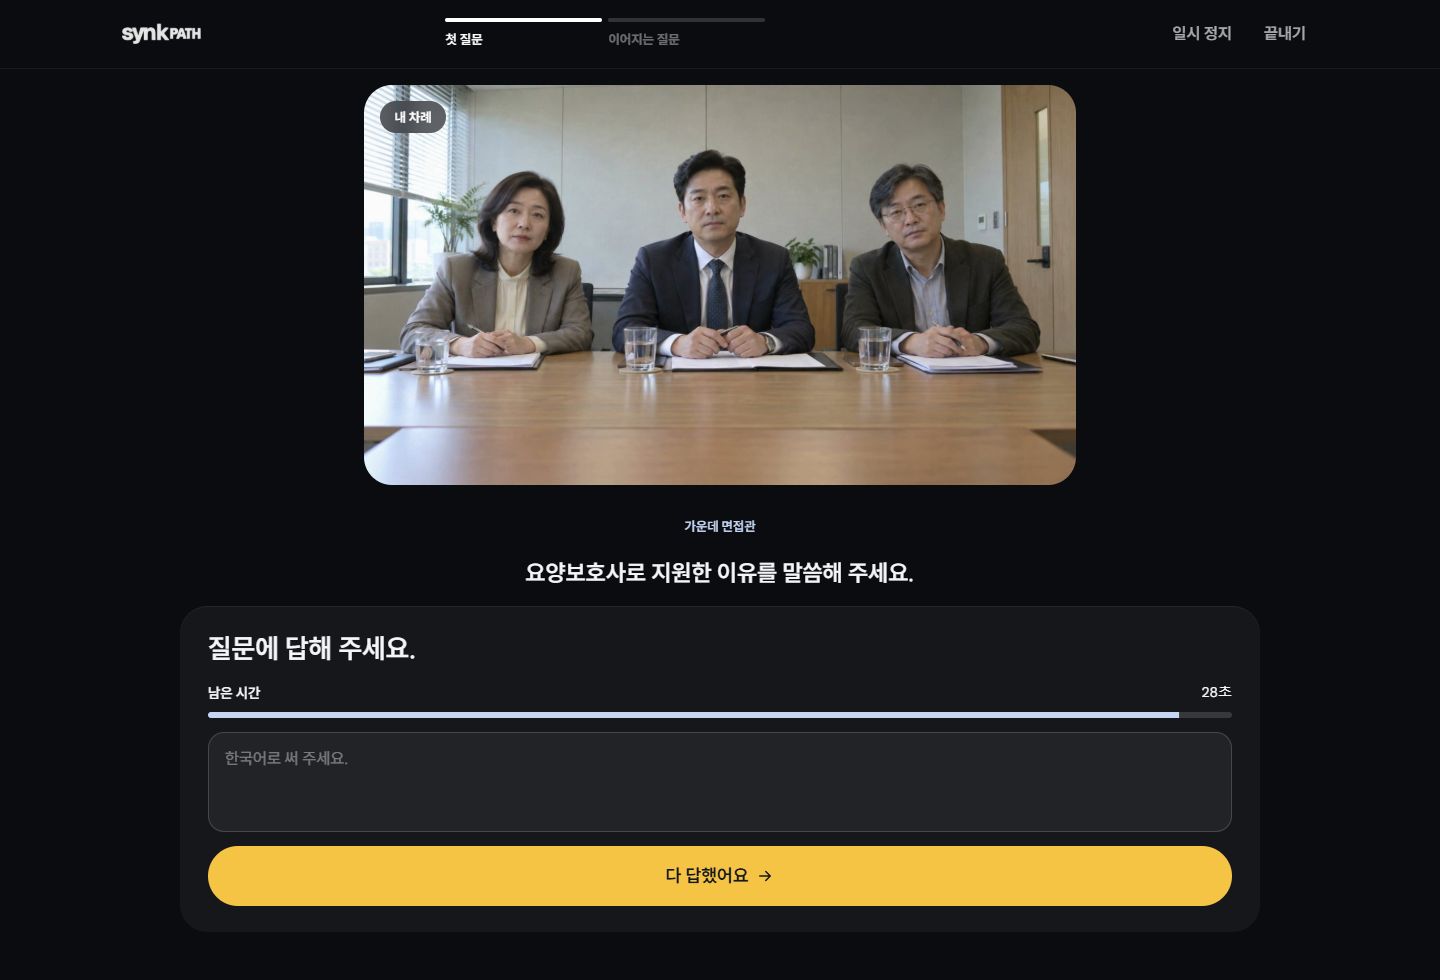 synk PATH
첫 질문
이어지는 질문
일시 정지
끝내기
내 차례
가운데 면접관
요양보호사로 지원한 이유를 말씀해 주세요.
질문에 답해 주세요.
남은 시간
28초
한국어로 써 주세요.
다 답했어요 →